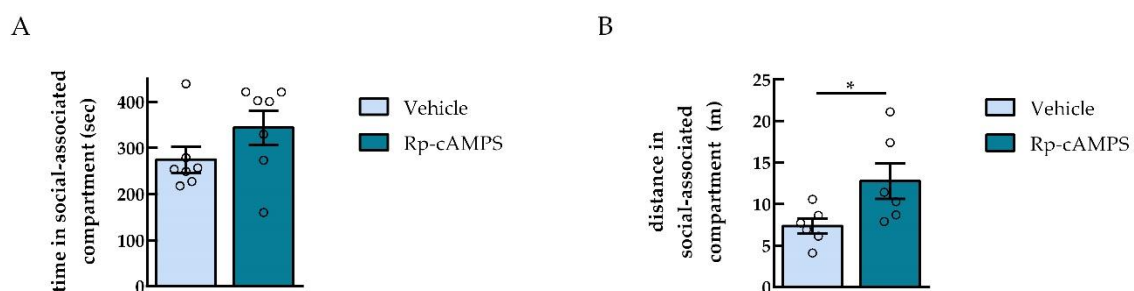 A
time in social-associated
compartment (sec)
400
300
200
100
0
Vehicle
Rp-cAMPS
B
distance in
social-associated
compartment (m)
25
20
15
10
5
0
*
Vehicle
Rp-cAMPS